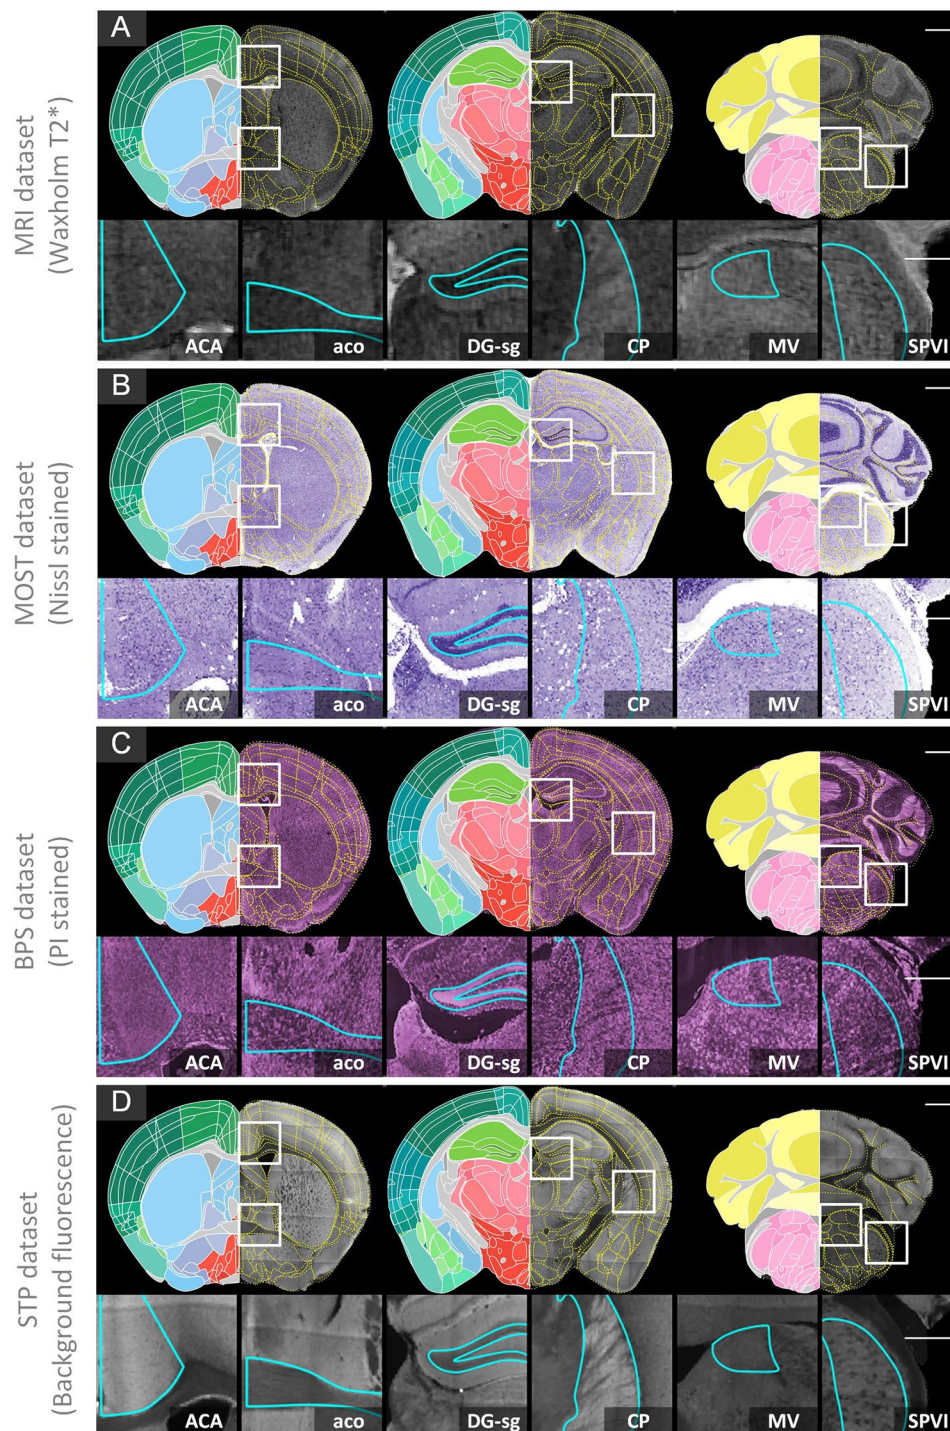 A
MRI dataset
(Waxholm T2*)
ACA
aco
DG-sg
CP
MV
SPVI
B
MOST dataset
(Nissl stained)
ACA
aco
DG-sg
CP
MV
SPVI
C
BPS dataset
(PI stained)
ACA
aco
DG-sg
CP
MV
SPVI
D
STP dataset
(Background fluorescence)
ACA
aco
DG-sg
CP
MV
SPVI